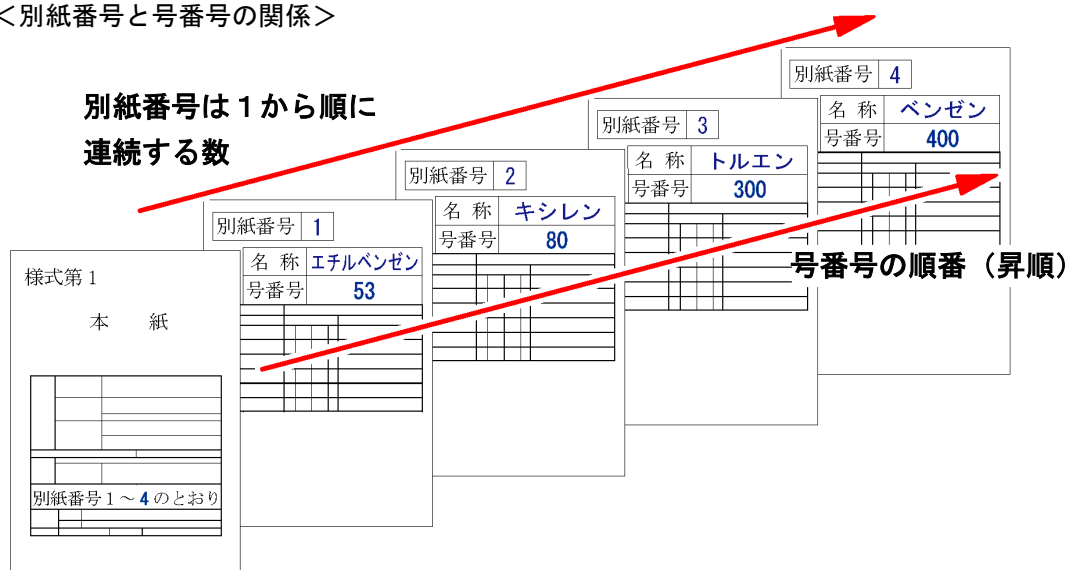 <別紙番号と号番号の関係>
別紙番号は1から順に
連続する数
様式第1
本 紙
別紙番号1~4のとおり
別紙番号 1
名 称 エチルベンゼン
号番号 53
別紙番号 2
名 称 キシレン
号番号 80
別紙番号 3
名 称 トルエン
号番号 300
別紙番号 4
名 称 ベンゼン
号番号 400
号番号の順番(昇順)